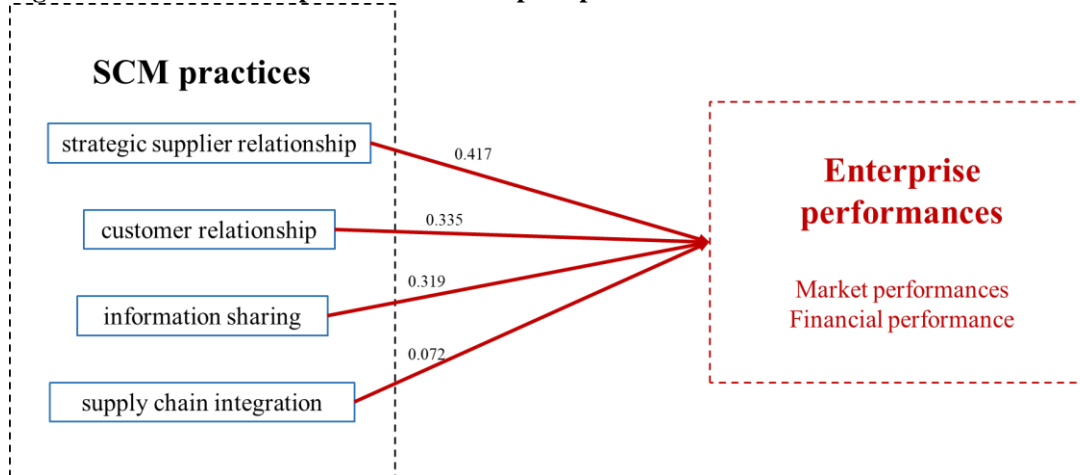 SCM practices
strategic supplier relationship
0.417
customer relationship
0.335
information sharing
0.319
supply chain integration
0.072
Enterprise
performances
Market performances
Financial performance